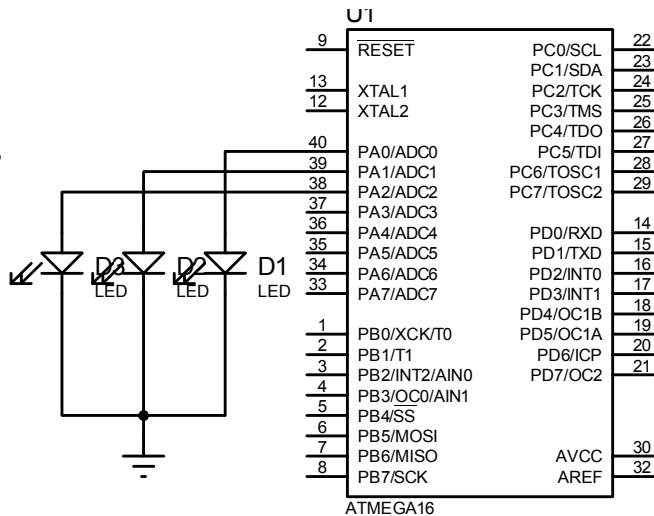 U1
9 RESET PC0/SCL 22
PC1/SDA 23
13 XTAL1 PC2/TCK 24
12 XTAL2 PC3/TMS 25
PC4/TDO 26
40 PA0/ADC0 PC5/TDI 27
39 PA1/ADC1 PC6/TOSC1 28
38 PA2/ADC2 PC7/TOSC2 29
37 PA3/ADC3
36 PA4/ADC4 PD0/RXD 14
35 PA5/ADC5 PD1/TXD 15
34 PA6/ADC6 PD2/INT0 16
33 PA7/ADC7 PD3/INT1 17
PD4/OC1B 18
1 PB0/XCK/T0 PD5/OC1A 19
2 PB1/T1 PD6/ICP 20
3 PB2/INT2/AIN0 PD7/OC2 21
4 PB3/OC0/AIN1
5 PB4/SS
6 PB5/MOSI
7 PB6/MISO AVCC 30
8 PB7/SCK AREF 32
ATMEGA16
D3 D2 D1
LED LED LED